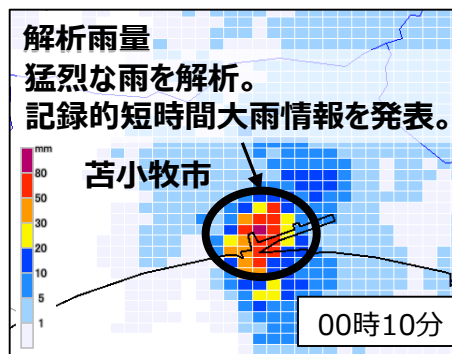 解析雨量
猛烈な雨を解析。
記録的短時間大雨情報を発表。
mm
80
50
30
20
10
5
1
苫小牧市
00時10分